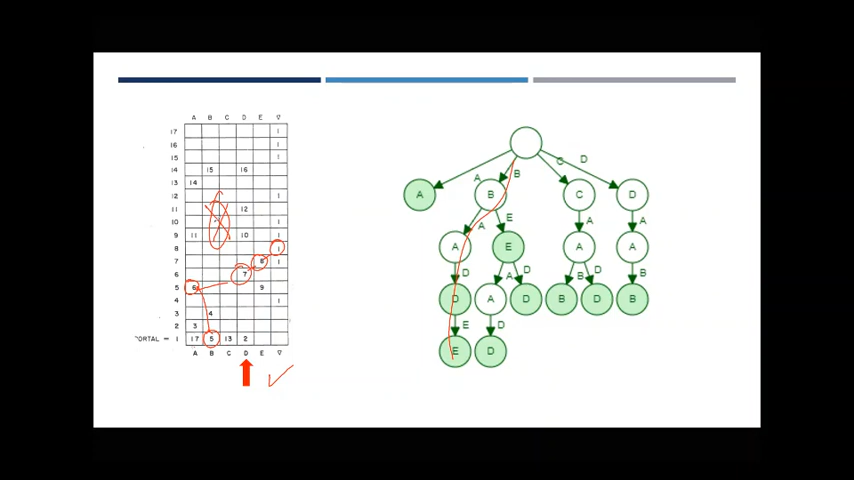 A B C D E ▽
17 1
16 1
15 1
14 15 16
13 14
12 1
11 12
10 1
9 11 10 1
8 1
7 8 1
6 7
5 6 9
4 1
3 4
2 3
PORTAL = 1 17 5 13 2
A B C D E ▽
A B C D
A B C D
A E A A
A E A A
D A D B D B
D A D B D B
E D
E D